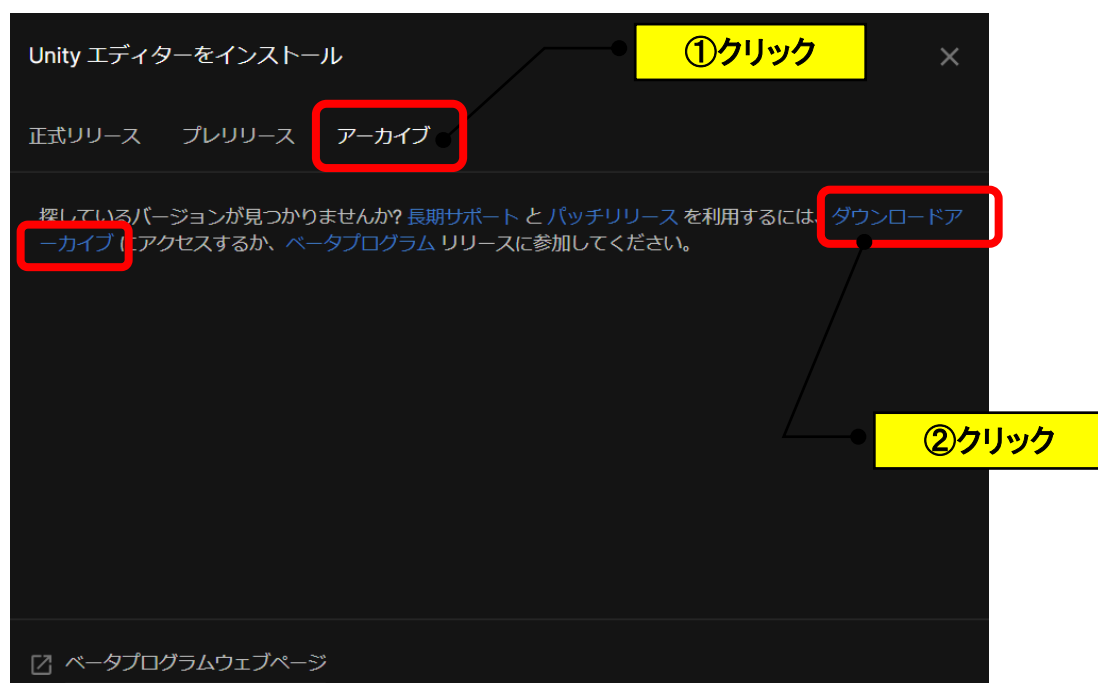 Unity エディターをインストール
①クリック
正式リリース プレリリース アーカイブ
探しているバージョンが見つかりませんか? 長期サポート と パッチリリース を利用するには、ダウンロードア
ーカイブ にアクセスするか、ベータプログラム リリースに参加してください。
②クリック
ベータプログラムウェブページ